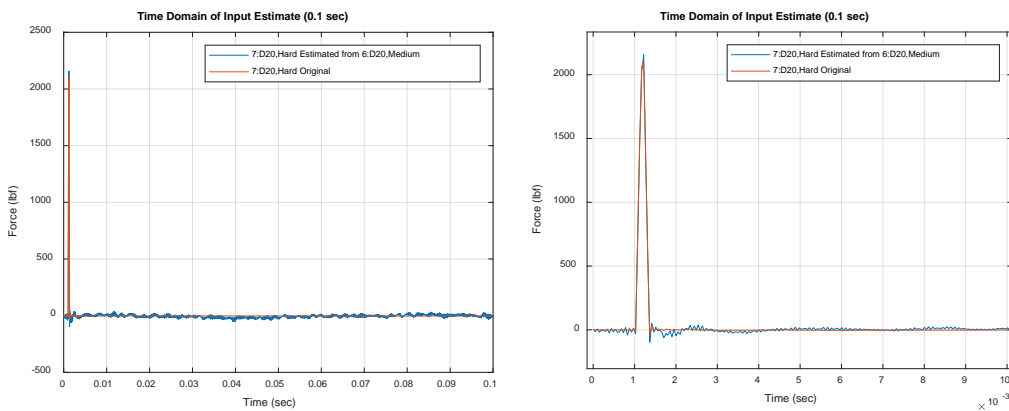 Time Domain of Input Estimate (0.1 sec)
2500
2000
1500
1000
500
0
-500
Force (lbf)
7:D20,Hard Estimated from 6:D20,Medium
7:D20,Hard Original
0 0.01 0.02 0.03 0.04 0.05 0.06 0.07 0.08 0.09 0.1
Time (sec)
Time Domain of Input Estimate (0.1 sec)
2000
1500
1000
500
0
Force (lbf)
7:D20,Hard Estimated from 6:D20,Medium
7:D20,Hard Original
0 1 2 3 4 5 6 7 8 9 10
Time (sec)
× 10 -3